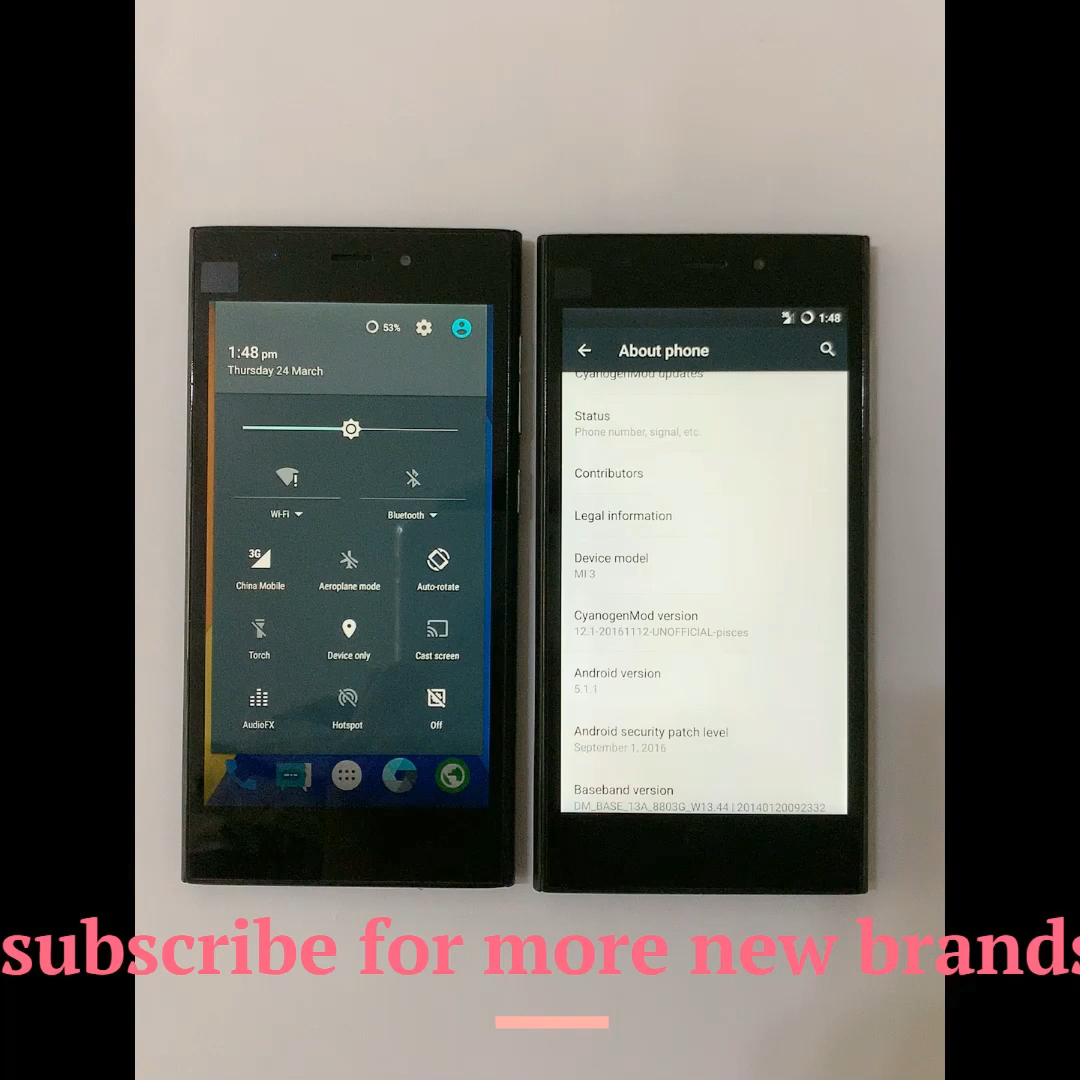 53%
1:48 pm
Thursday 24 March
Wi-Fi
Bluetooth
3G
China Mobile
Aeroplane mode
Auto-rotate
Torch
Device only
Cast screen
AudioFX
Hotspot
Off
3G 1:48
About phone
CyanogenMod updates
Status
Phone number, signal, etc.
Contributors
Legal information
Device model
MI 3
CyanogenMod version
12.1-20161112-UNOFFICIAL-pisces
Android version
5.1.1
Android security patch level
September 1, 2016
Baseband version
DM_BASE_13A_8803G_W13.44 | 20140120092332
subscribe for more new brands